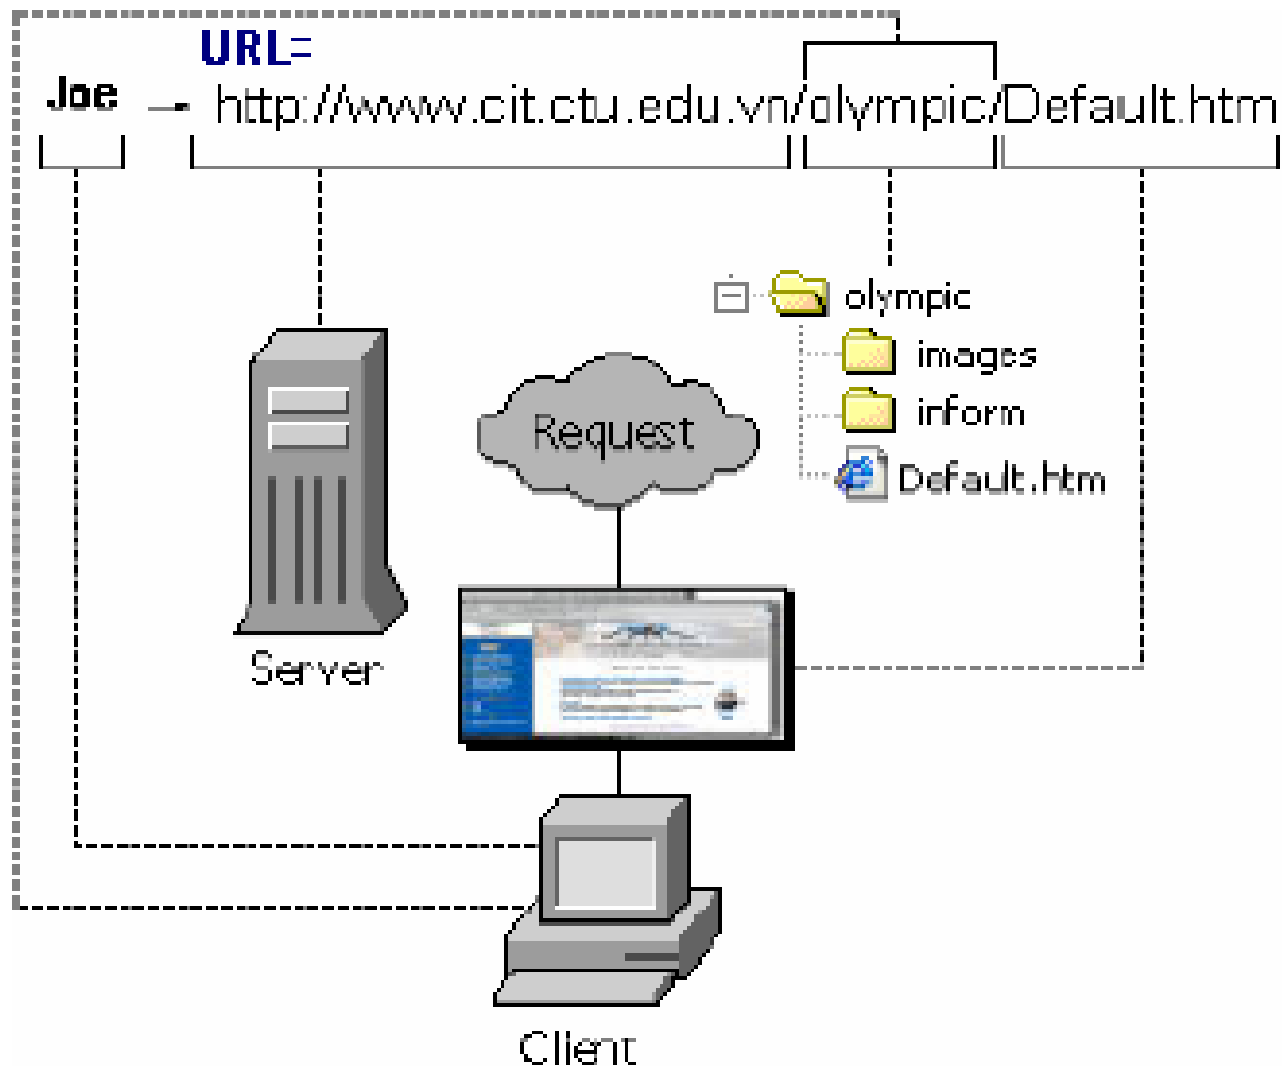 URL=
Joe http://www.cit.ctu.edu.vn/olympic/Default.htm
olympic
images
Request
inform
Default.htm
Server
Client